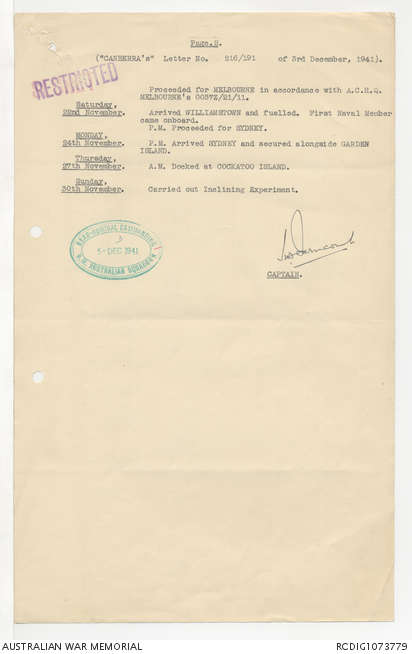 Page.2.
("CANBERRA's" Letter No. 216/191 of 3rd December, 1941).
RESTRICTED
Proceeded for MELBOURNE in accordance with A.C.H.Q.
MELBOURNE's 0057Z/21/11.
Saturday,
22nd November. Arrived WILLIAMSTOWN and fuelled. First Naval Member
came onboard.
P.M. Proceeded for SYDNEY.
MONDAY,
24th November. P.M. Arrived SYDNEY and secured alongside GARDEN
ISLAND.
Thursday,
27th November. A.M. Docked at COCKATOO ISLAND.
Sunday,
30th November. Carried out Inclining Experiment.
REAR-ADMIRAL COMMANDING
5-DEC 1941
H.M. AUSTRALIAN SQUADRON
CAPTAIN.
AUSTRALIAN WAR MEMORIAL
RCDIG1073779